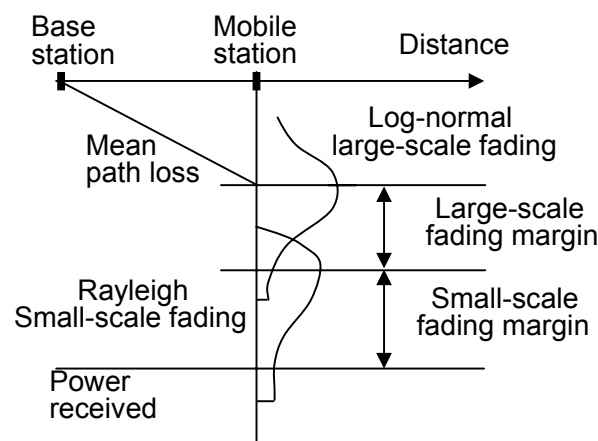 Base
station
Mobile
station
Distance
Log-normal
large-scale fading
Mean
path loss
Large-scale
fading margin
Rayleigh
Small-scale fading
Small-scale
fading margin
Power
received